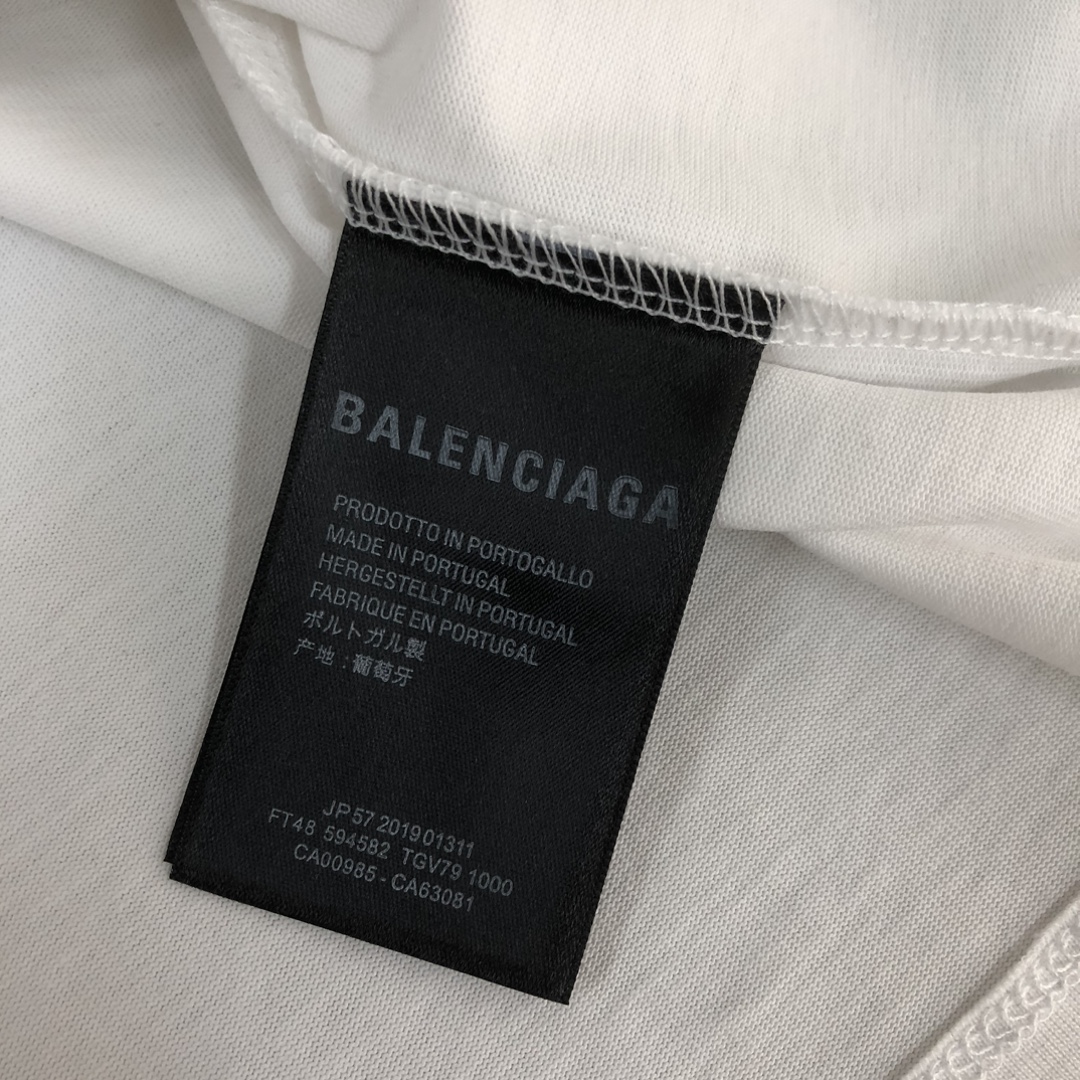 BALENCIAGA
PRODOTTO IN PORTOGALLO
MADE IN PORTUGAL
HERGESTELLT IN PORTUGAL
FABRIQUE EN PORTUGAL
ポルトガル製
产地:葡萄牙
JP57 201901311
FT48 594582 TGV79 1000
CA00985-CA63081